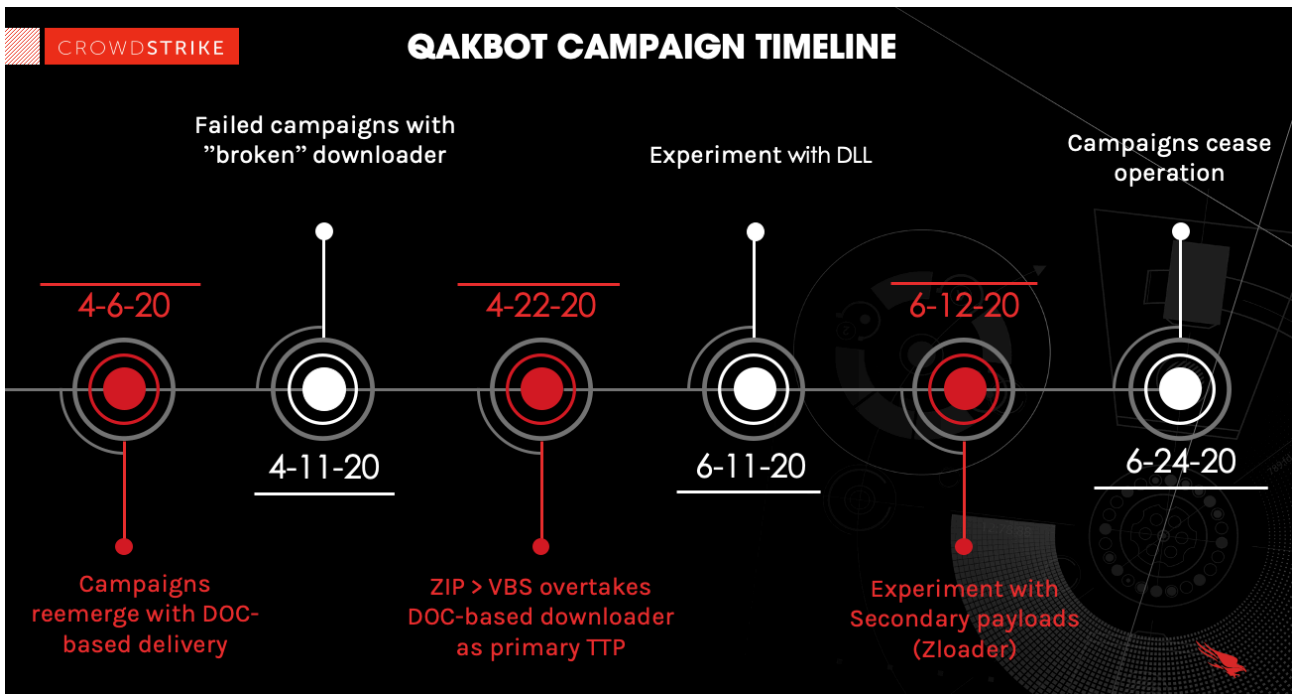 CROWDSTRIKE
QAKBOT CAMPAIGN TIMELINE
Failed campaigns with
”broken” downloader
Experiment with DLL
Campaigns cease
operation
4-6-20
4-22-20
6-12-20
4-11-20
6-11-20
6-24-20
Campaigns
reemerge with DOC-
based delivery
ZIP > VBS overtakes
DOC-based downloader
as primary TTP
Experiment with
Secondary payloads
(Zloader)